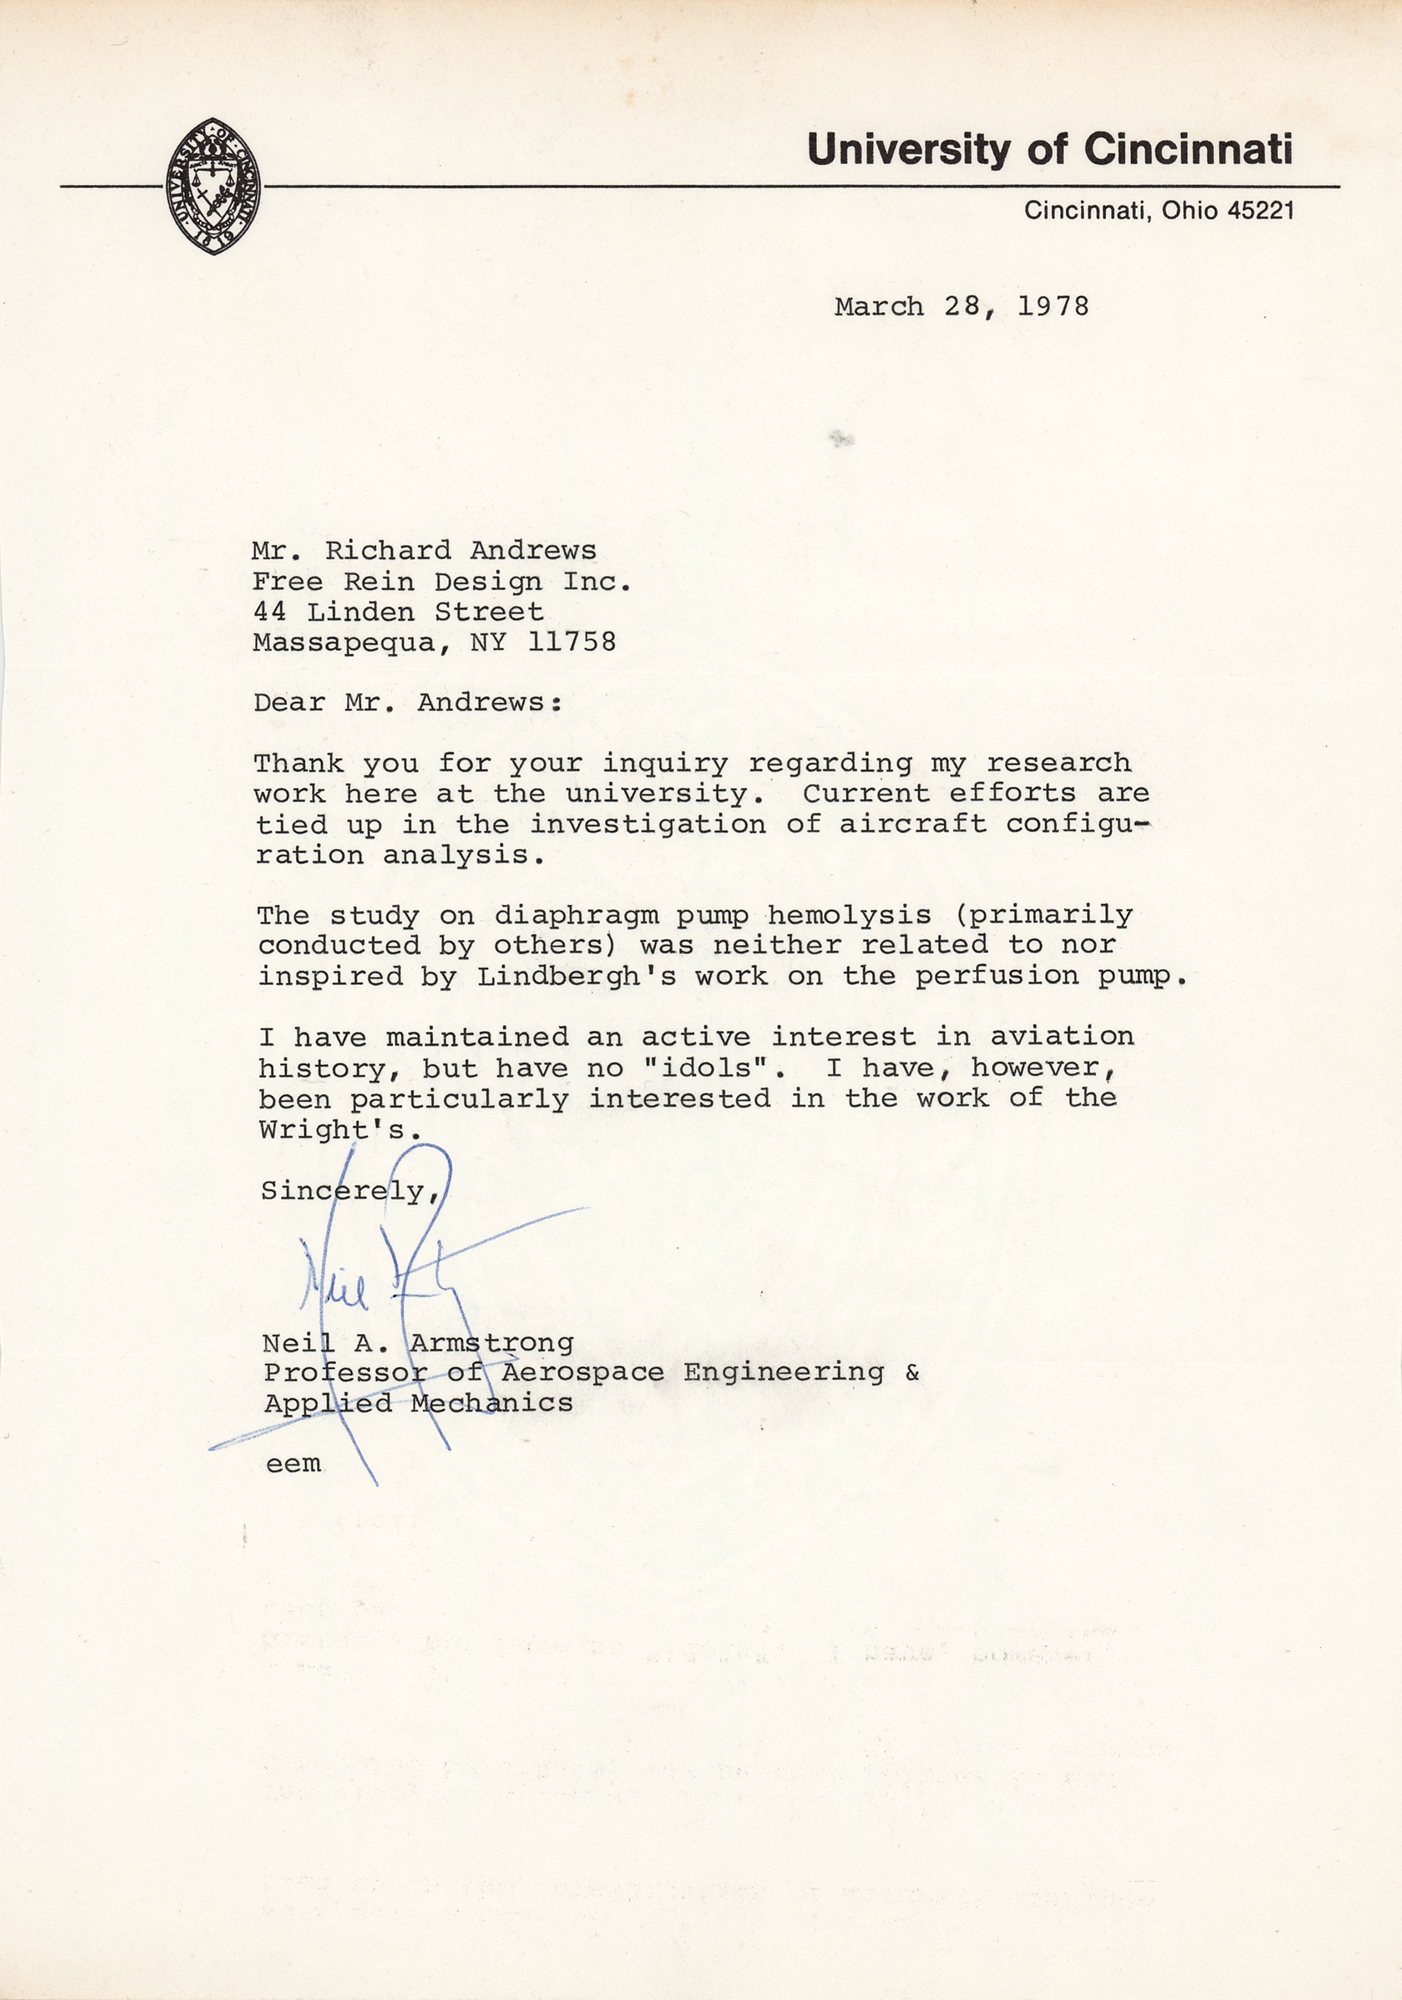 UNIVERSITY OF CINCINNATI
1819
University of Cincinnati
Cincinnati, Ohio 45221
March 28, 1978
Mr. Richard Andrews
Free Rein Design Inc.
44 Linden Street
Massapequa, NY 11758
Dear Mr. Andrews:
Thank you for your inquiry regarding my research
work here at the university. Current efforts are
tied up in the investigation of aircraft configu-
ration analysis.
The study on diaphragm pump hemolysis (primarily
conducted by others) was neither related to nor
inspired by Lindbergh's work on the perfusion pump.
I have maintained an active interest in aviation
history, but have no "idols". I have, however,
been particularly interested in the work of the
Wright's.
Sincerely,
Neil
Neil A. Armstrong
Professor of Aerospace Engineering &
Applied Mechanics
eem